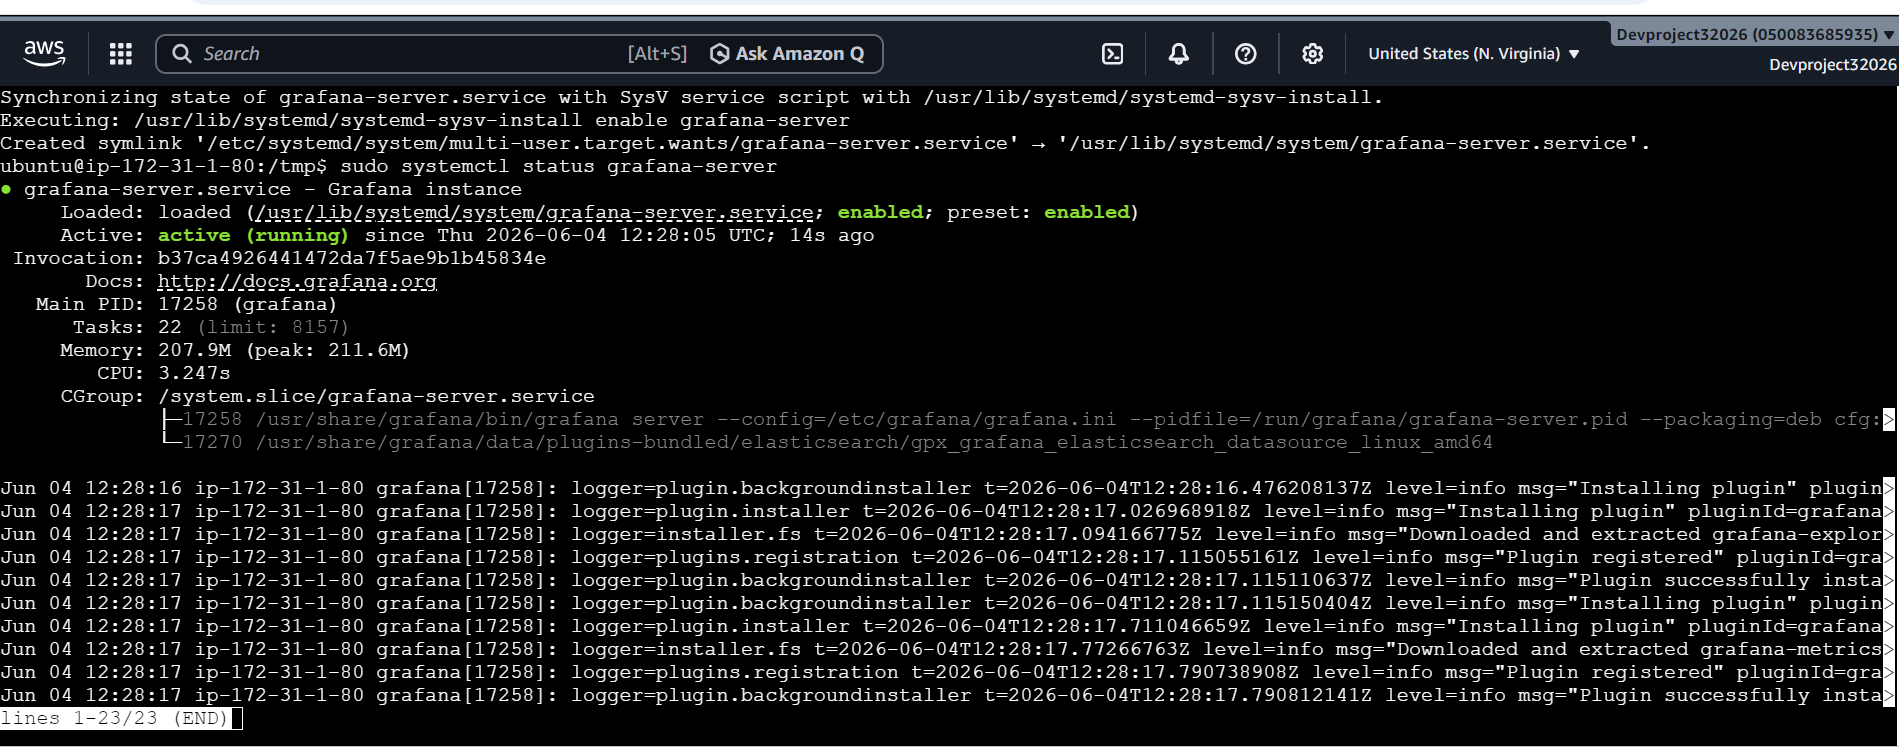 aws
Search [Alt+S] Ask Amazon Q
United States (N. Virginia) ▼
Devproject32026 (050083685935) ▼
Devproject32026
Synchronizing state of grafana-server.service with SysV service script with /usr/lib/systemd/systemd-sysv-install.
Executing: /usr/lib/systemd/systemd-sysv-install enable grafana-server
Created symlink '/etc/systemd/system/multi-user.target.wants/grafana-server.service' → '/usr/lib/systemd/system/grafana-server.service'.
ubuntu@ip-172-31-1-80:/tmp$ sudo systemctl status grafana-server
● grafana-server.service - Grafana instance
Loaded: loaded (/usr/lib/systemd/system/grafana-server.service; enabled; preset: enabled)
Active: active (running) since Thu 2026-06-04 12:28:05 UTC; 14s ago
Invocation: b37ca4926441472da7f5ae9b1b45834e
Docs: http://docs.grafana.org
Main PID: 17258 (grafana)
Tasks: 22 (limit: 8157)
Memory: 207.9M (peak: 211.6M)
CPU: 3.247s
CGroup: /system.slice/grafana-server.service
├─17258 /usr/share/grafana/bin/grafana server --config=/etc/grafana/grafana.ini --pidfile=/run/grafana/grafana-server.pid --packaging=deb cfg:>
└─17270 /usr/share/grafana/data/plugins-bundled/elasticsearch/gpx_grafana_elasticsearch_datasource_linux_amd64
Jun 04 12:28:16 ip-172-31-1-80 grafana[17258]: logger=plugin.backgroundinstaller t=2026-06-04T12:28:16.476208137Z level=info msg="Installing plugin" plugin>
Jun 04 12:28:17 ip-172-31-1-80 grafana[17258]: logger=plugin.installer t=2026-06-04T12:28:17.026968918Z level=info msg="Installing plugin" pluginId=grafana>
Jun 04 12:28:17 ip-172-31-1-80 grafana[17258]: logger=installer.fs t=2026-06-04T12:28:17.094166775Z level=info msg="Downloaded and extracted grafana-explor>
Jun 04 12:28:17 ip-172-31-1-80 grafana[17258]: logger=plugins.registration t=2026-06-04T12:28:17.115055161Z level=info msg="Plugin registered" pluginId=gra>
Jun 04 12:28:17 ip-172-31-1-80 grafana[17258]: logger=plugin.backgroundinstaller t=2026-06-04T12:28:17.115110637Z level=info msg="Plugin successfully insta>
Jun 04 12:28:17 ip-172-31-1-80 grafana[17258]: logger=plugin.backgroundinstaller t=2026-06-04T12:28:17.115150404Z level=info msg="Installing plugin" plugin>
Jun 04 12:28:17 ip-172-31-1-80 grafana[17258]: logger=plugin.installer t=2026-06-04T12:28:17.711046659Z level=info msg="Installing plugin" pluginId=grafana>
Jun 04 12:28:17 ip-172-31-1-80 grafana[17258]: logger=installer.fs t=2026-06-04T12:28:17.77266763Z level=info msg="Downloaded and extracted grafana-metrics>
Jun 04 12:28:17 ip-172-31-1-80 grafana[17258]: logger=plugins.registration t=2026-06-04T12:28:17.790738908Z level=info msg="Plugin registered" pluginId=gra>
Jun 04 12:28:17 ip-172-31-1-80 grafana[17258]: logger=plugin.backgroundinstaller t=2026-06-04T12:28:17.790812141Z level=info msg="Plugin successfully insta>
lines 1-23/23 (END)